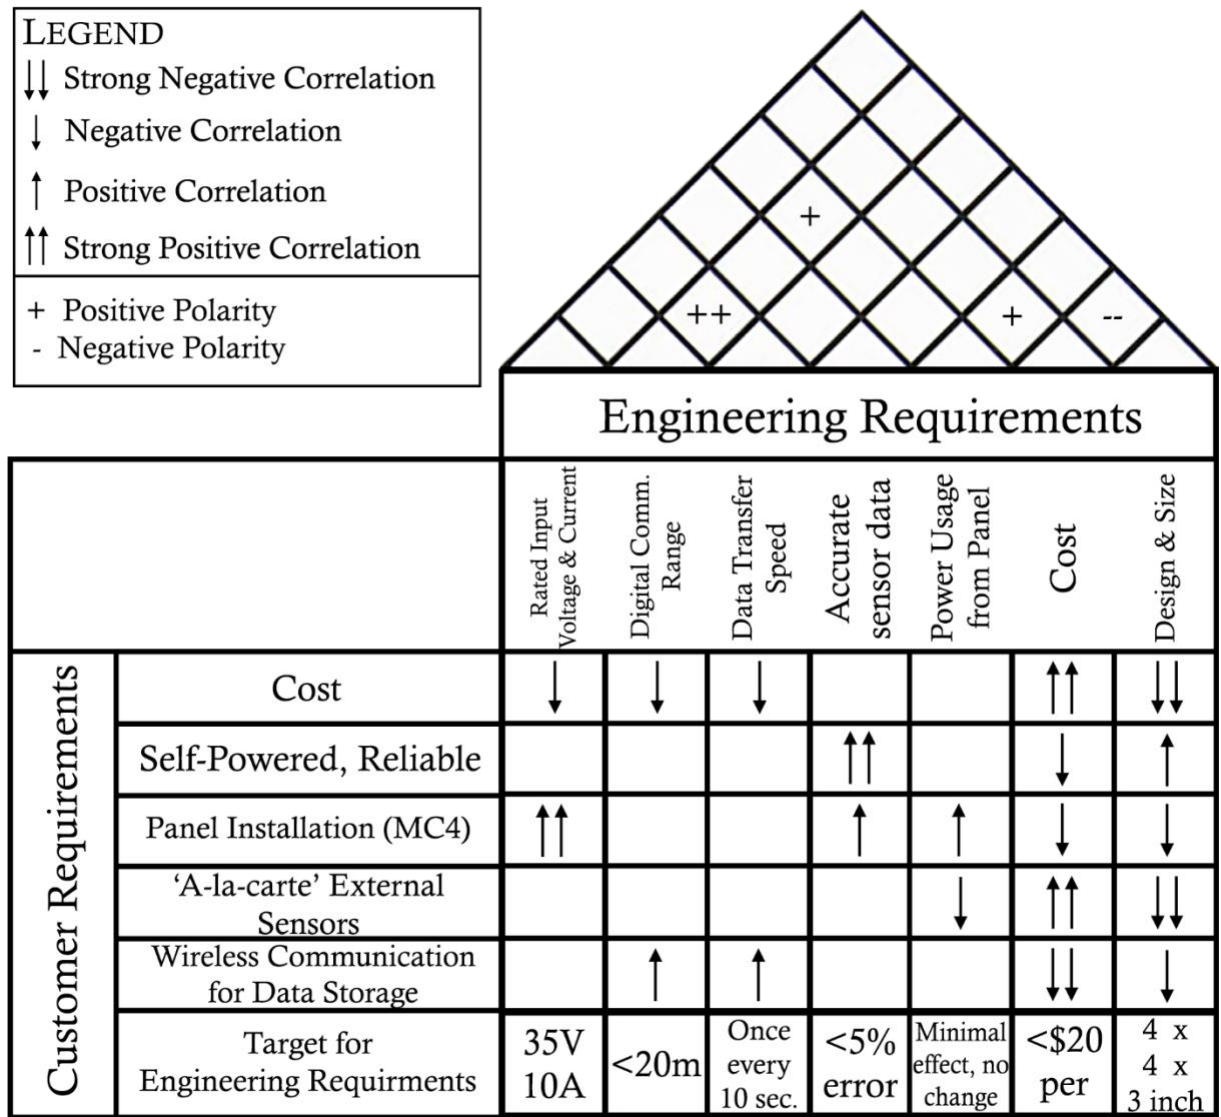 LEGEND
↓↓ Strong Negative Correlation
↓ Negative Correlation
↑ Positive Correlation
↑↑ Strong Positive Correlation
+ Positive Polarity
- Negative Polarity
+
++
+
--
Engineering Requirements
Rated Input
Voltage & Current
Digital Comm.
Range
Data Transfer
Speed
Accurate
sensor data
Power Usage
from Panel
Cost
Design & Size
Customer Requirements
Cost
↓ ↓ ↓ ↑↑ ↓↓
Self-Powered, Reliable
↑↑ ↓ ↑
Panel Installation (MC4)
↑↑ ↑ ↑ ↓ ↓
‘A-la-carte’ External
Sensors
↓ ↑↑ ↓↓
Wireless Communication
for Data Storage
↑ ↑ ↓↓ ↓
Target for
Engineering Requirments
35V
10A
<20m
Once
every
10 sec.
<5%
error
Minimal
effect, no
change
<$20
per
4 x
4 x
3 inch